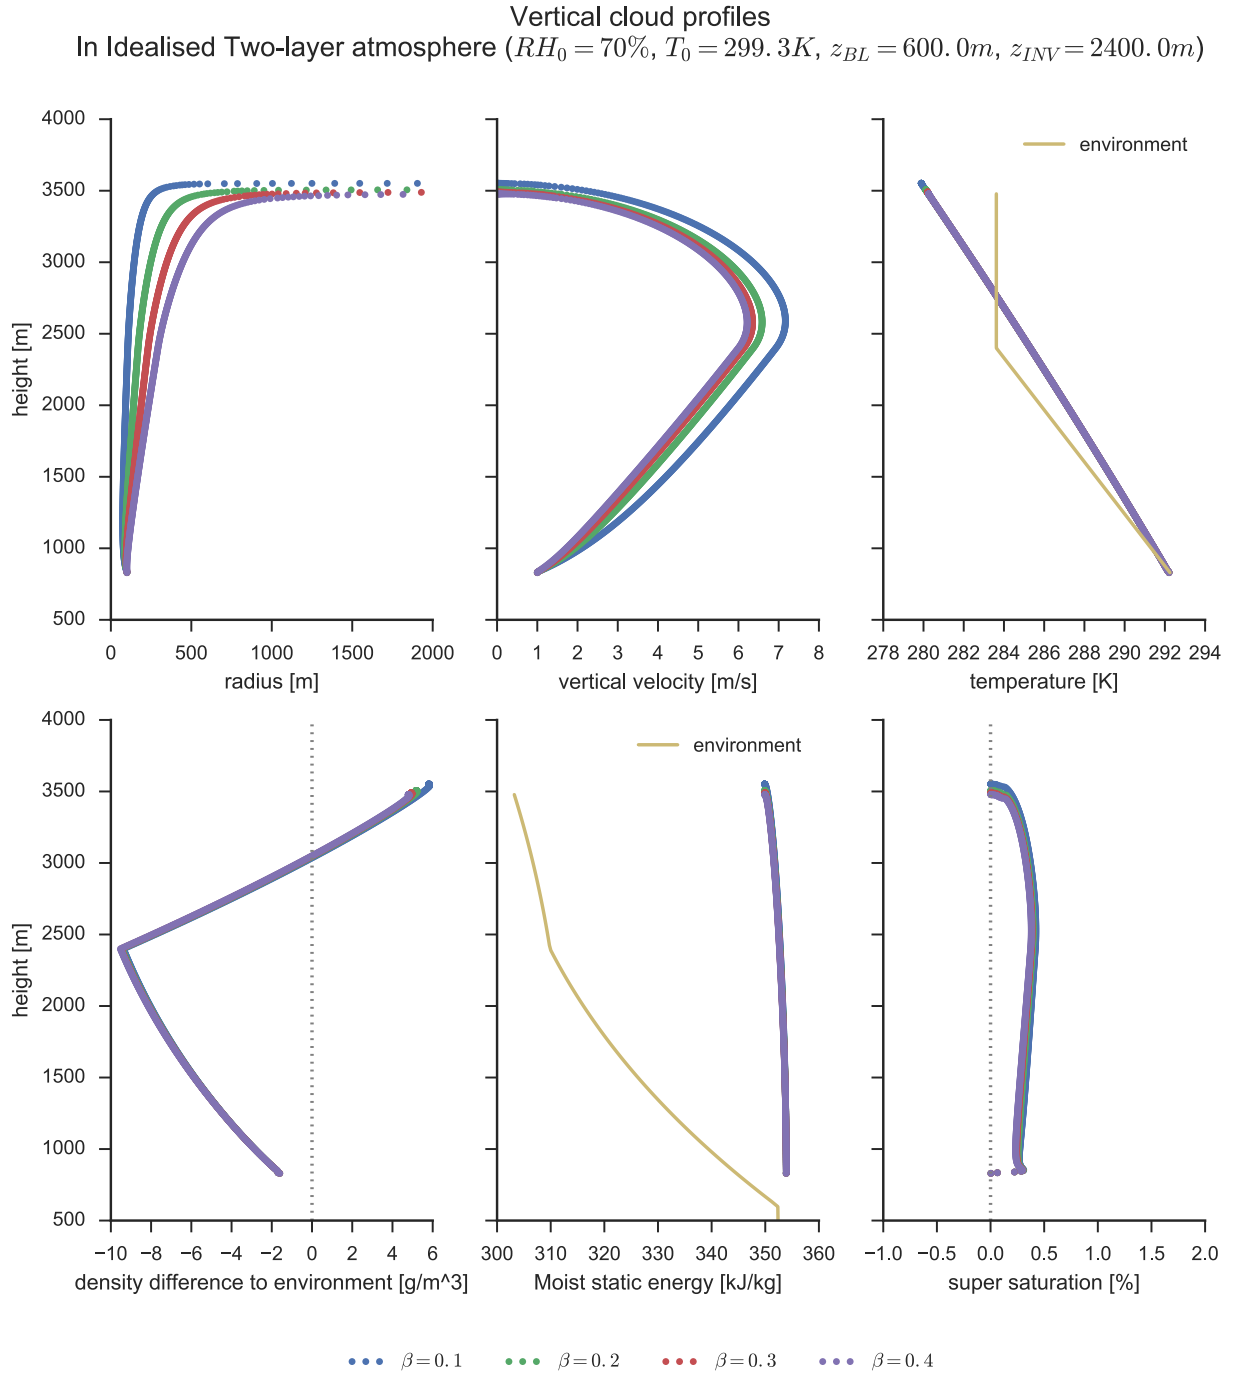 Vertical cloud profiles
In Idealised Two-layer atmosphere (RH₀ = 70%, T₀ = 299.3K, z_BL = 600.0m, z_INV = 2400.0m)
4000
3500
3000
2500
2000
1500
1000
500
height [m]
0 500 1000 1500 2000
radius [m]
0 1 2 3 4 5 6 7 8
vertical velocity [m/s]
environment
278 280 282 284 286 288 290 292 294
temperature [K]
4000
3500
3000
2500
2000
1500
1000
500
height [m]
−10 −8 −6 −4 −2 0 2 4 6
density difference to environment [g/m^3]
environment
300 310 320 330 340 350 360
Moist static energy [kJ/kg]
−1.0 −0.5 0.0 0.5 1.0 1.5 2.0
super saturation [%]
β = 0.1 β = 0.2 β = 0.3 β = 0.4